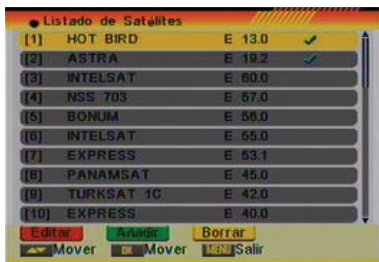 Listado de Satélites
[1] HOT BIRD E 13.0
[2] ASTRA E 19.2
[3] INTELSAT E 60.0
[4] NSS 703 E 57.0
[5] BONUM E 56.0
[6] INTELSAT E 55.0
[7] EXPRESS E 53.1
[8] PANAMSAT E 45.0
[9] TURKSAT 1C E 42.0
[10] EXPRESS E 40.0
Editar Añadir Borrar
Mover OK Mover MENU Salir